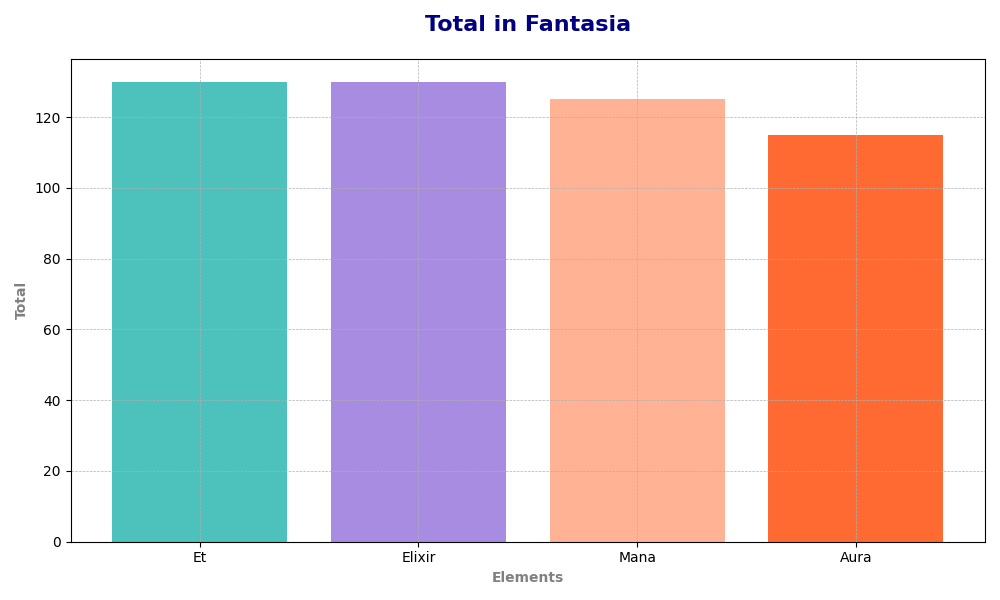 Total in Fantasia
120
100
80
60
40
20
0
Total
Et
Elixir
Mana
Aura
Elements